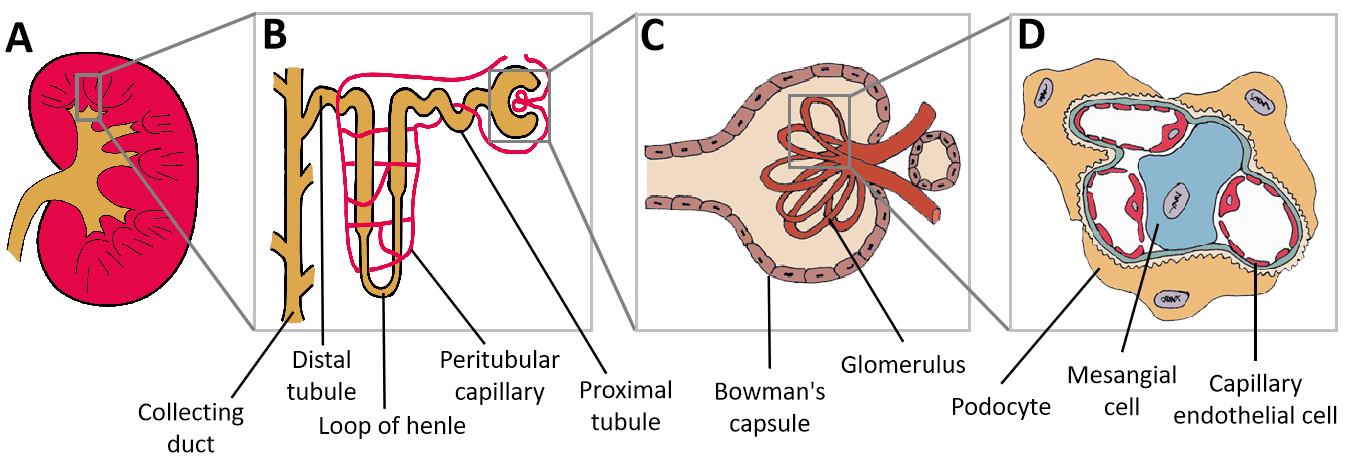 A
B
C
D
Distal
tubule
Peritubular
capillary
Glomerulus
Mesangial
cell
Capillary
endothelial cell
Collecting
duct
Loop of henle
Proximal
tubule
Bowman's
capsule
Podocyte